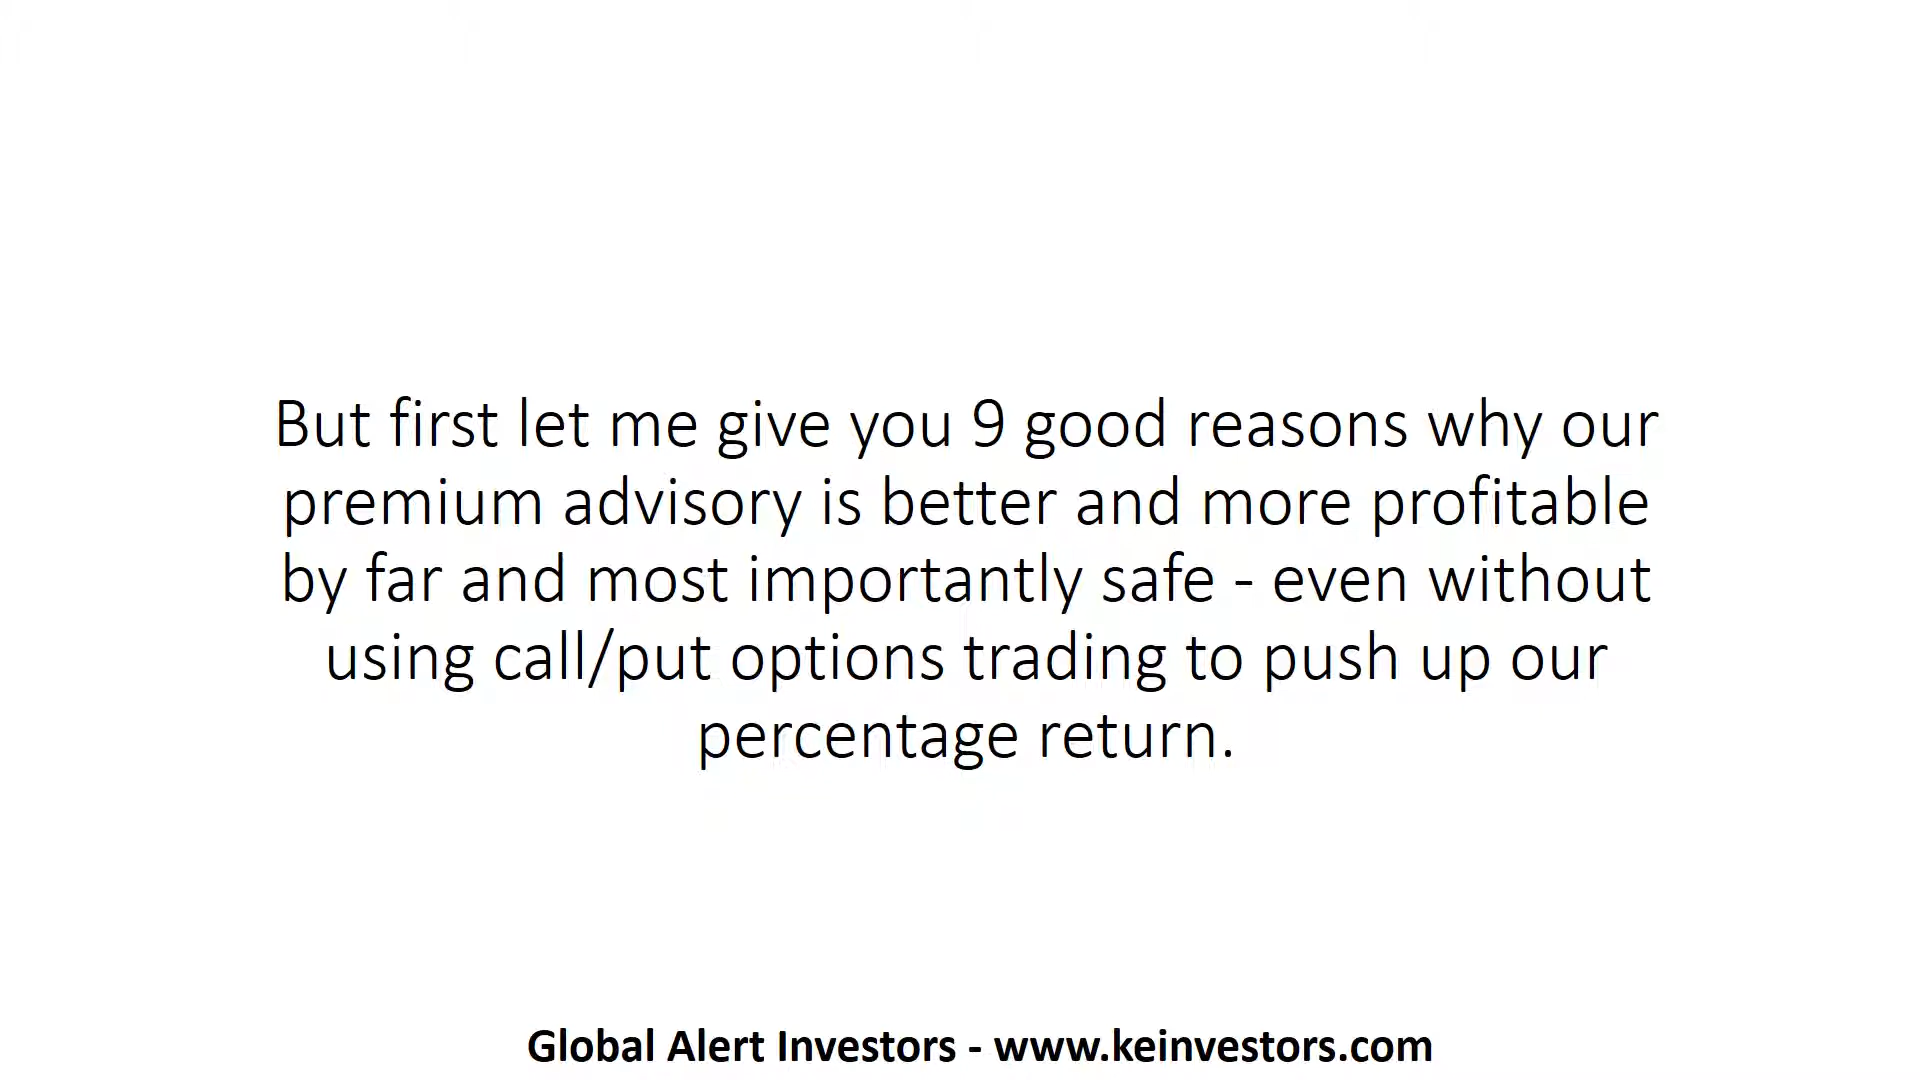 But first let me give you 9 good reasons why our
premium advisory is better and more profitable
by far and most importantly safe - even without
using call/put options trading to push up our
percentage return.
Global Alert Investors - www.keinvestors.com